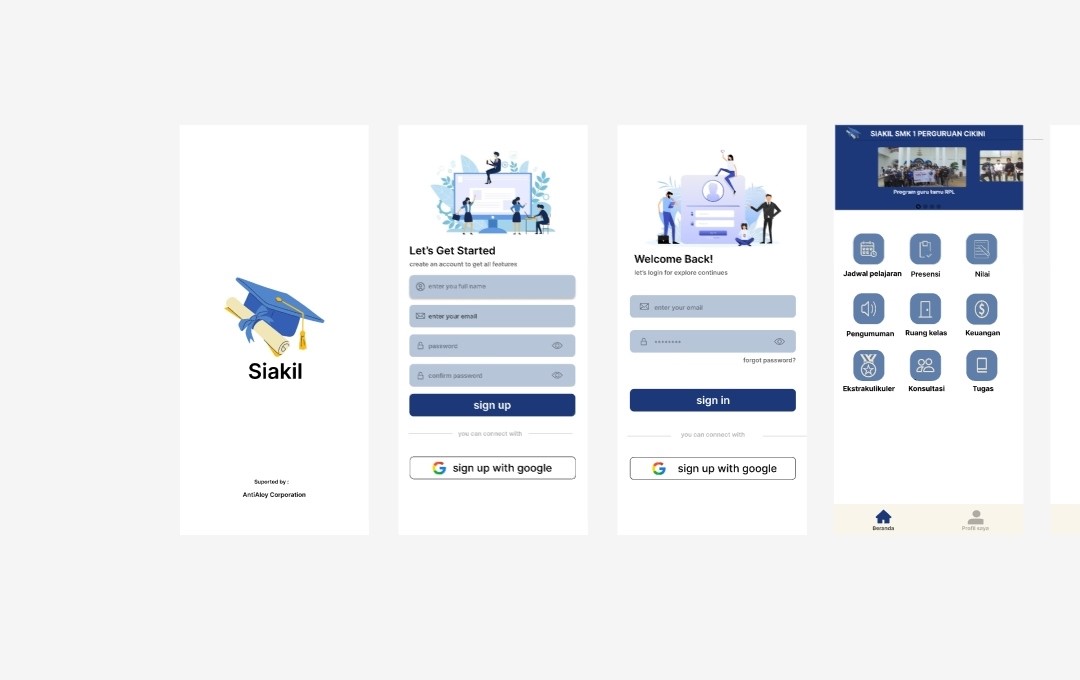 Siakil
Suported by :
AntiAloy Corporation
Let's Get Started
create an account to get all features
enter you full name
enter your email
password
confirm password
sign up
you can connect with
sign up with google
Welcome Back!
let's login for explore continues
enter your email
forgot password?
sign in
you can connect with
sign up with google
SIAKIL SMK 1 PERGURUAN CIKINI
Program guru tamu RPL
Jadwal pelajaran
Presensi
Nilai
Pengumuman
Ruang kelas
Keuangan
Ekstrakulikuler
Konsultasi
Tugas
Beranda
Profil saya